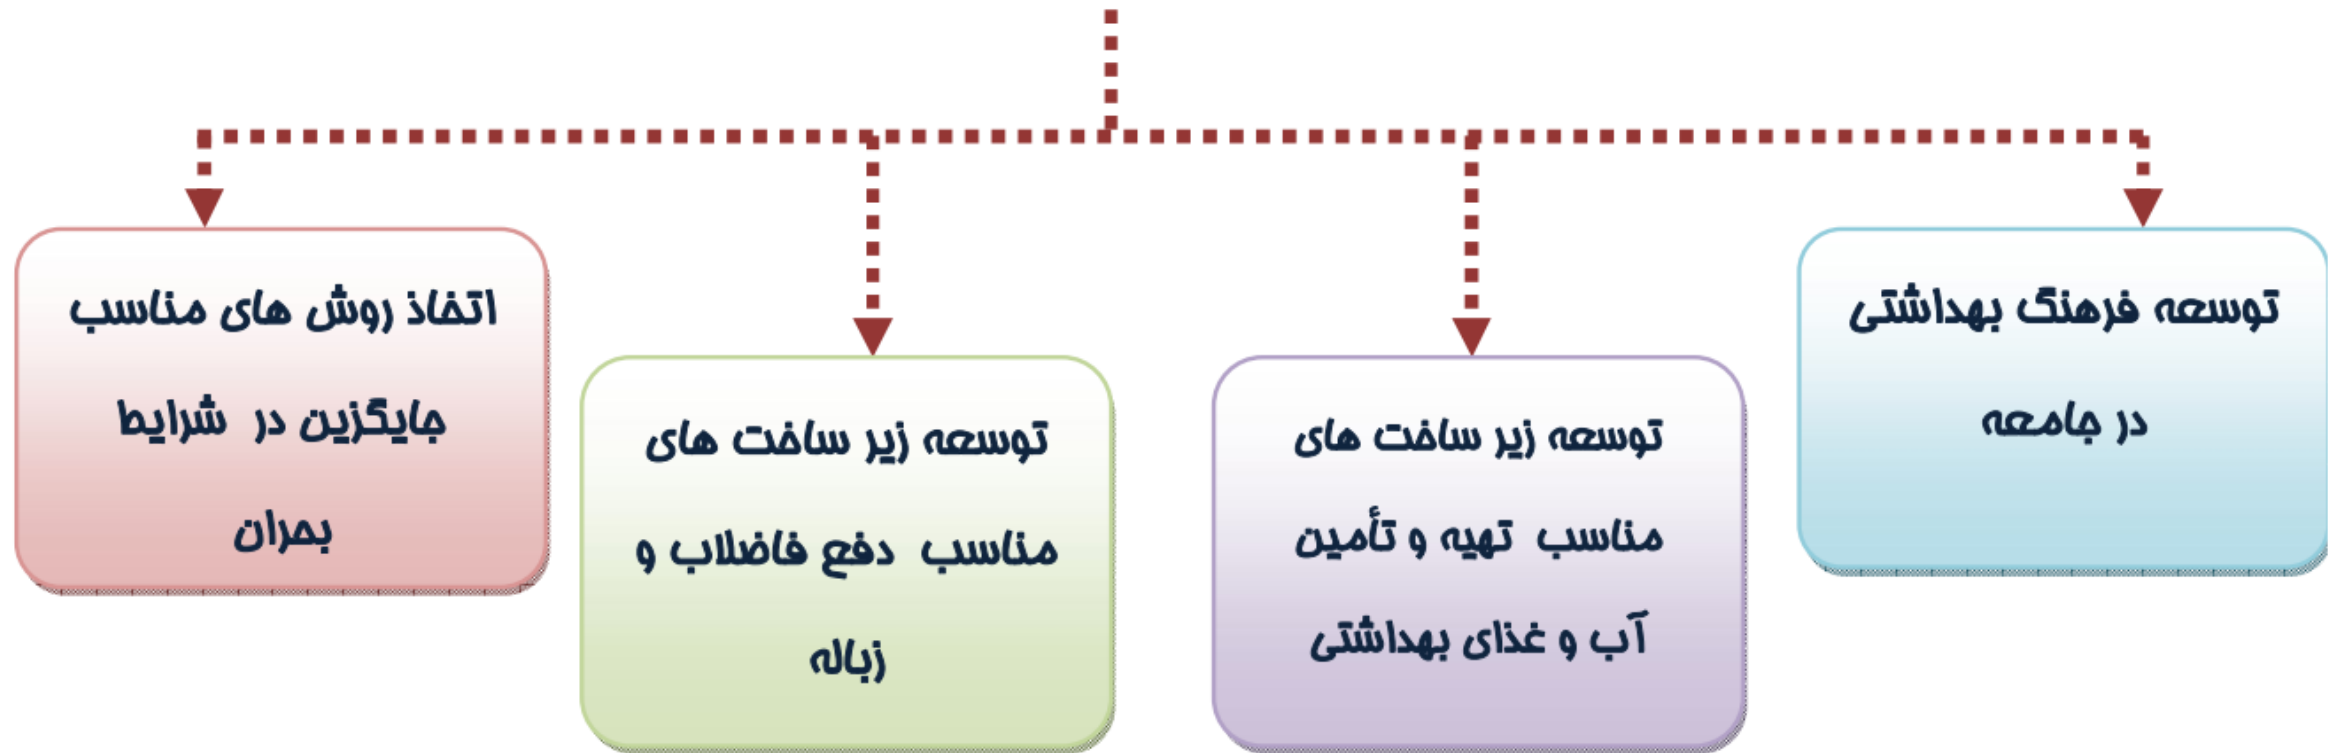 توسعه فرهنگ بهداشتی
در جامعه
توسعه زیر ساخت های
مناسب تهیه و تأمین
آب و غذای بهداشتی
توسعه زیر ساخت های
مناسب دفع فاضلاب و
زباله
اتخاذ روش های مناسب
جایگزین در شرایط
بحران